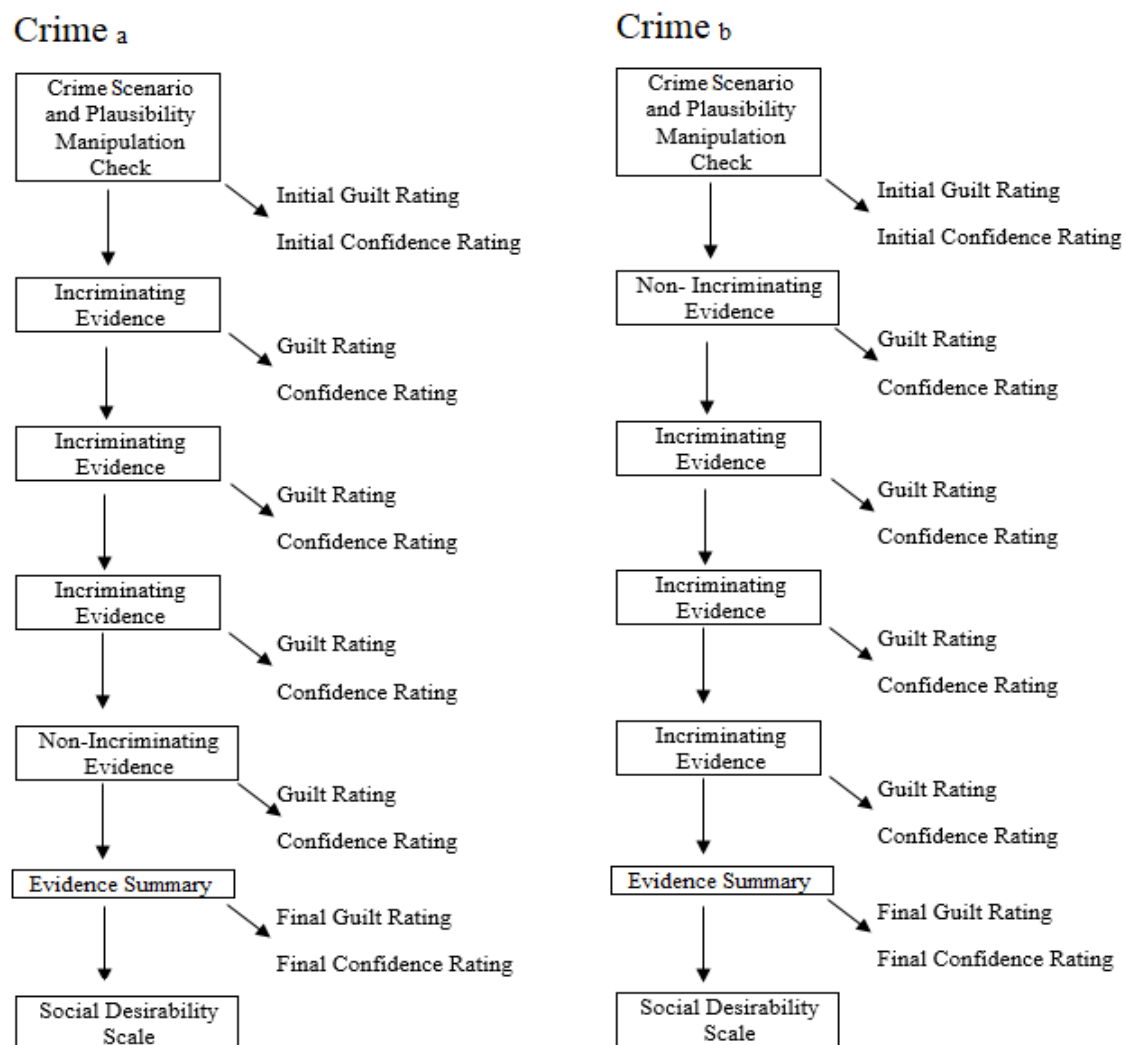 Crime a
Crime Scenario
and Plausibility
Manipulation
Check
Initial Guilt Rating
Initial Confidence Rating
Incriminating
Evidence
Guilt Rating
Confidence Rating
Incriminating
Evidence
Guilt Rating
Confidence Rating
Incriminating
Evidence
Guilt Rating
Confidence Rating
Non-Incriminating
Evidence
Guilt Rating
Confidence Rating
Evidence Summary
Final Guilt Rating
Final Confidence Rating
Social Desirability
Scale
Crime b
Crime Scenario
and Plausibility
Manipulation
Check
Initial Guilt Rating
Initial Confidence Rating
Non- Incriminating
Evidence
Guilt Rating
Confidence Rating
Incriminating
Evidence
Guilt Rating
Confidence Rating
Incriminating
Evidence
Guilt Rating
Confidence Rating
Incriminating
Evidence
Guilt Rating
Confidence Rating
Evidence Summary
Final Guilt Rating
Final Confidence Rating
Social Desirability
Scale